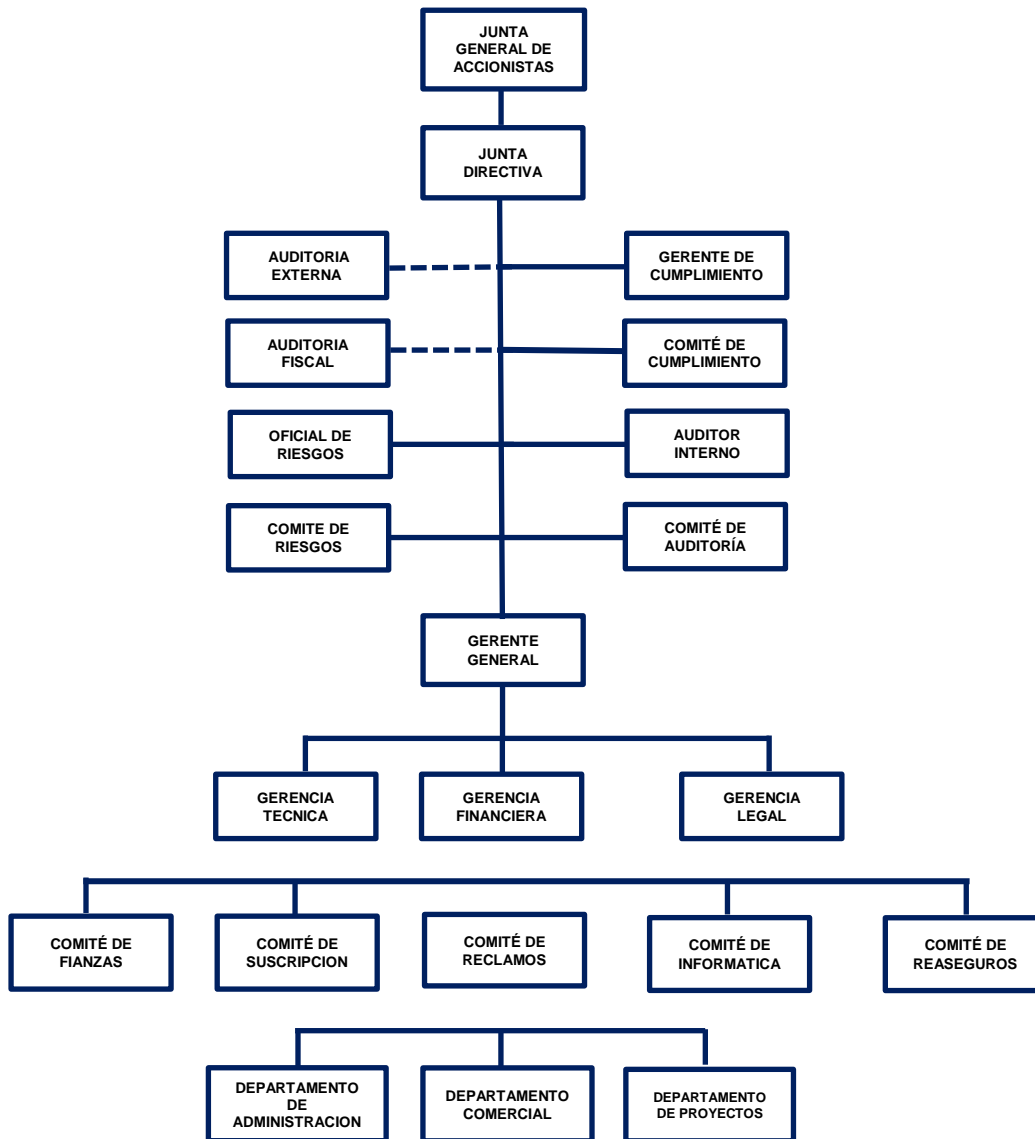 JUNTA
GENERAL DE
ACCIONISTAS
JUNTA
DIRECTIVA
AUDITORIA
EXTERNA
GERENTE DE
CUMPLIMIENTO
AUDITORIA
FISCAL
COMITÉ DE
CUMPLIMIENTO
OFICIAL DE
RIESGOS
AUDITOR
INTERNO
COMITE DE
RIESGOS
COMITÉ DE
AUDITORÍA
GERENTE
GENERAL
GERENCIA
TECNICA
GERENCIA
FINANCIERA
GERENCIA
LEGAL
COMITÉ DE
FIANZAS
COMITÉ DE
SUSCRIPCION
COMITÉ DE
RECLAMOS
COMITÉ DE
INFORMATICA
COMITÉ DE
REASEGUROS
DEPARTAMENTO
DE
ADMINISTRACION
DEPARTAMENTO
COMERCIAL
DEPARTAMENTO
DE PROYECTOS